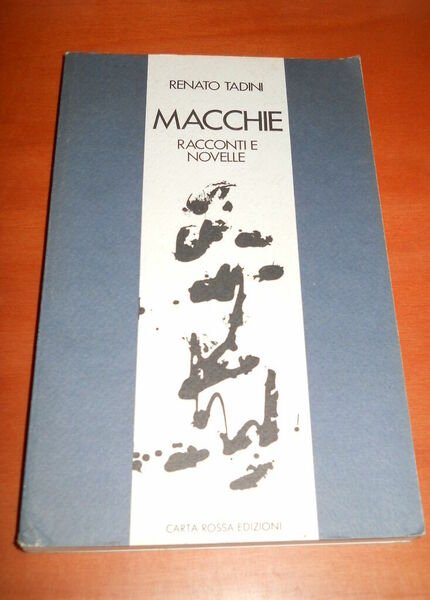 RENATO TADINI
MACCHIE
RACCONTI E
NOVELLE
CARTA ROSSA EDIZIONI